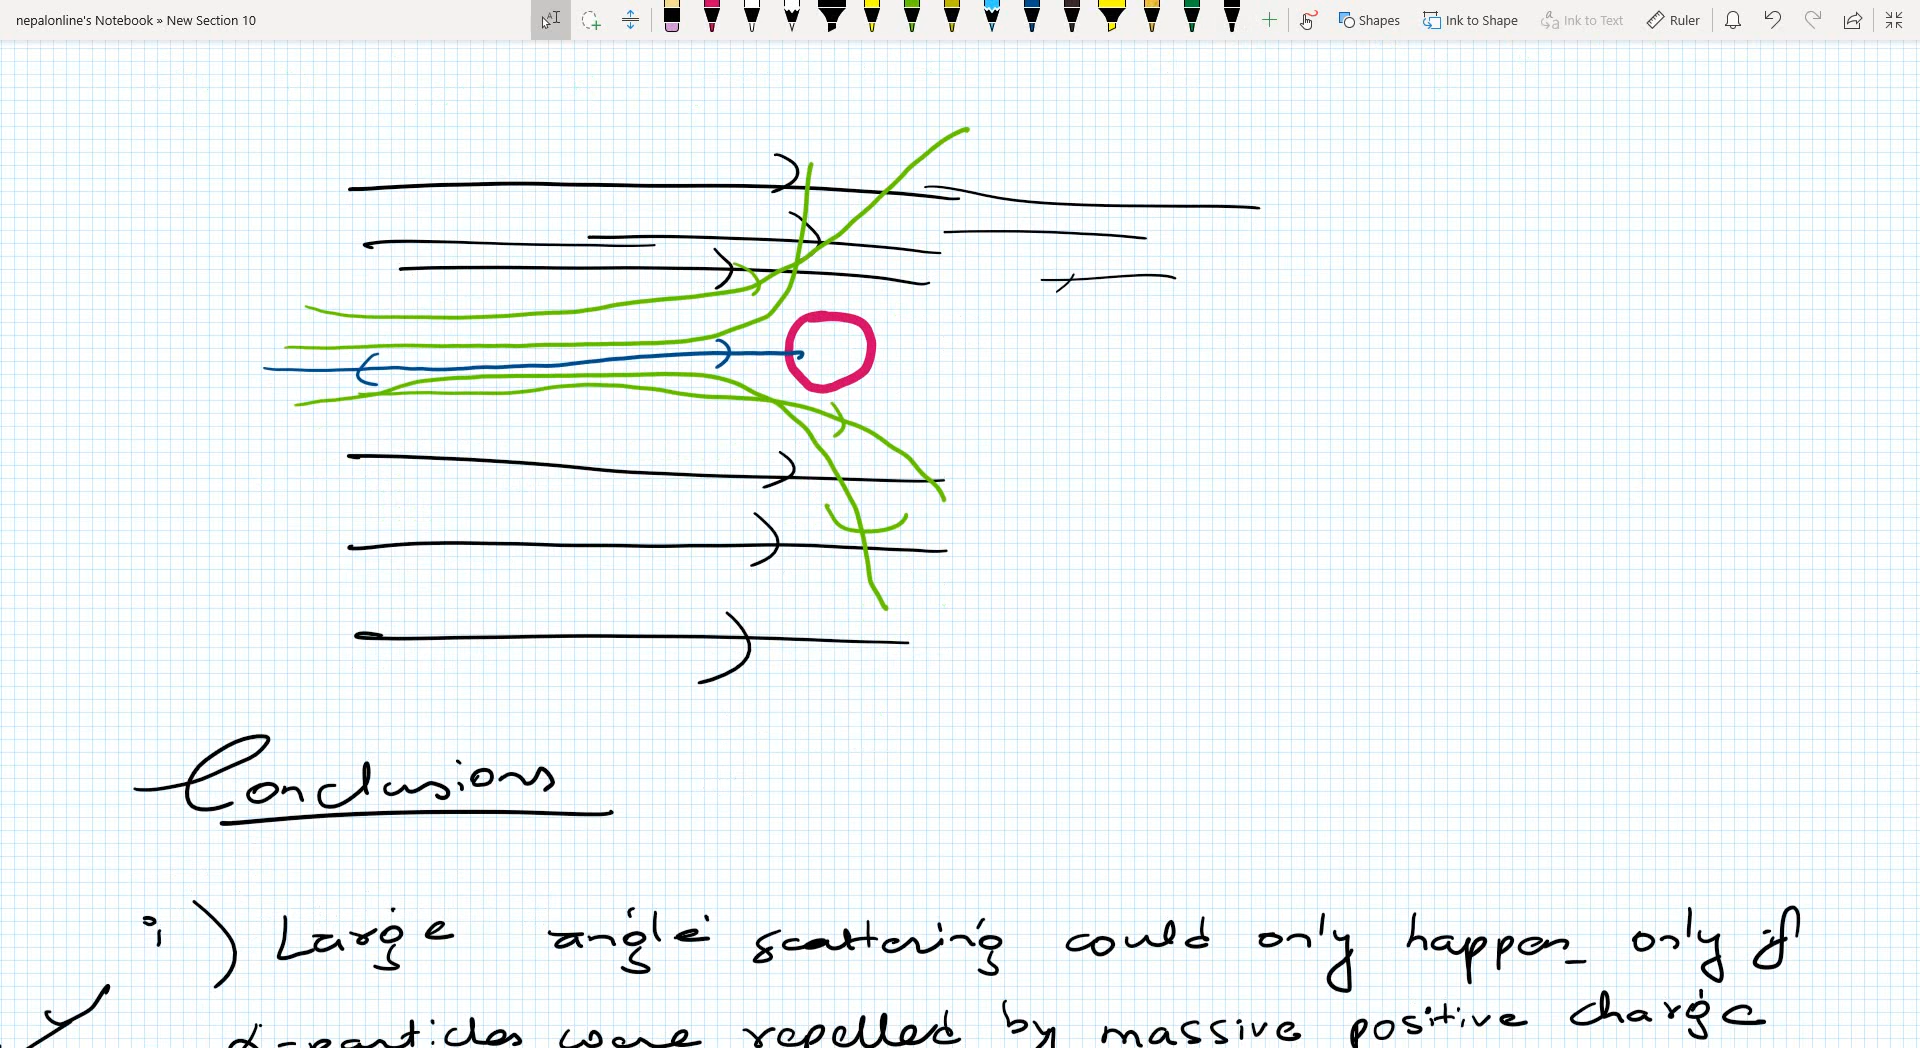 nepalonline's Notebook » New Section 10
Shapes
Ink to Shape
Ink to Text
Ruler
Conclusions
i) Large angle scattering could only happen only if
α-particles were repelled by massive positive charge